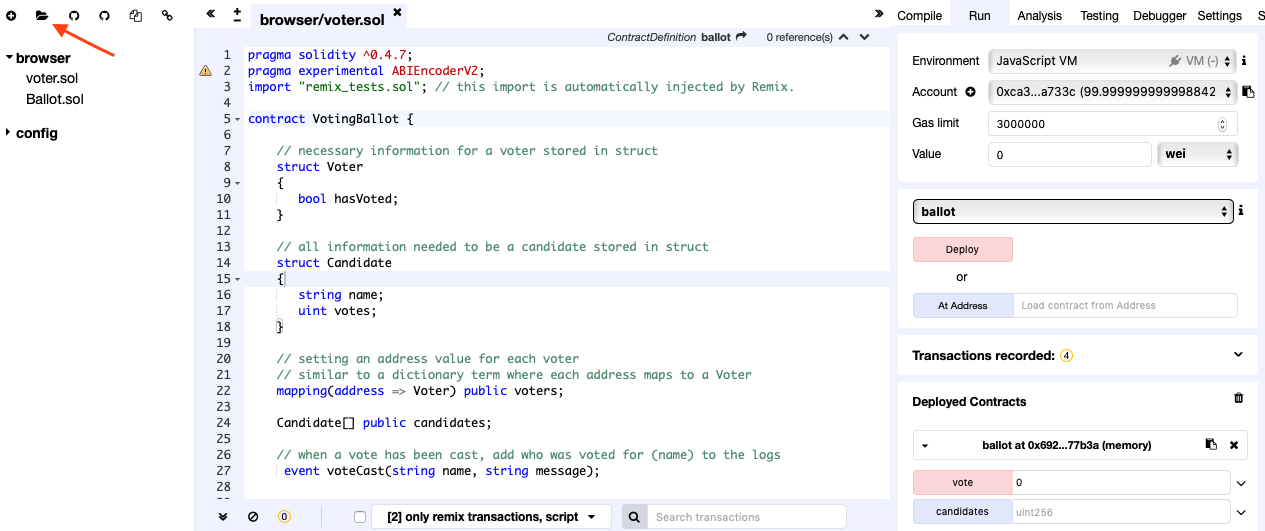 browser
voter.sol
Ballot.sol
config
browser/voter.sol
ContractDefinition ballot 0 reference(s)
1 pragma solidity ^0.4.7;
2 pragma experimental ABIEncoderV2;
3 import "remix_tests.sol"; // this import is automatically injected by Remix.
4
5 contract VotingBallot {
6
7 // necessary information for a voter stored in struct
8 struct Voter
9 {
10 bool hasVoted;
11 }
12
13 // all information needed to be a candidate stored in struct
14 struct Candidate
15 {
16 string name;
17 uint votes;
18 }
19
20 // setting an address value for each voter
21 // similar to a dictionary term where each address maps to a Voter
22 mapping(address => Voter) public voters;
23
24 Candidate[] public candidates;
25
26 // when a vote has been cast, add who was voted for (name) to the logs
27 event voteCast(string name, string message);
28
0 [2] only remix transactions, script Search transactions
Compile Run Analysis Testing Debugger Settings S
Environment JavaScript VM VM (-) i
Account 0xca3...a733c (99.999999999998842
Gas limit 3000000
Value 0 wei
ballot i
Deploy
or
At Address Load contract from Address
Transactions recorded: 4
Deployed Contracts
ballot at 0x692...77b3a (memory)
vote 0
candidates uint256